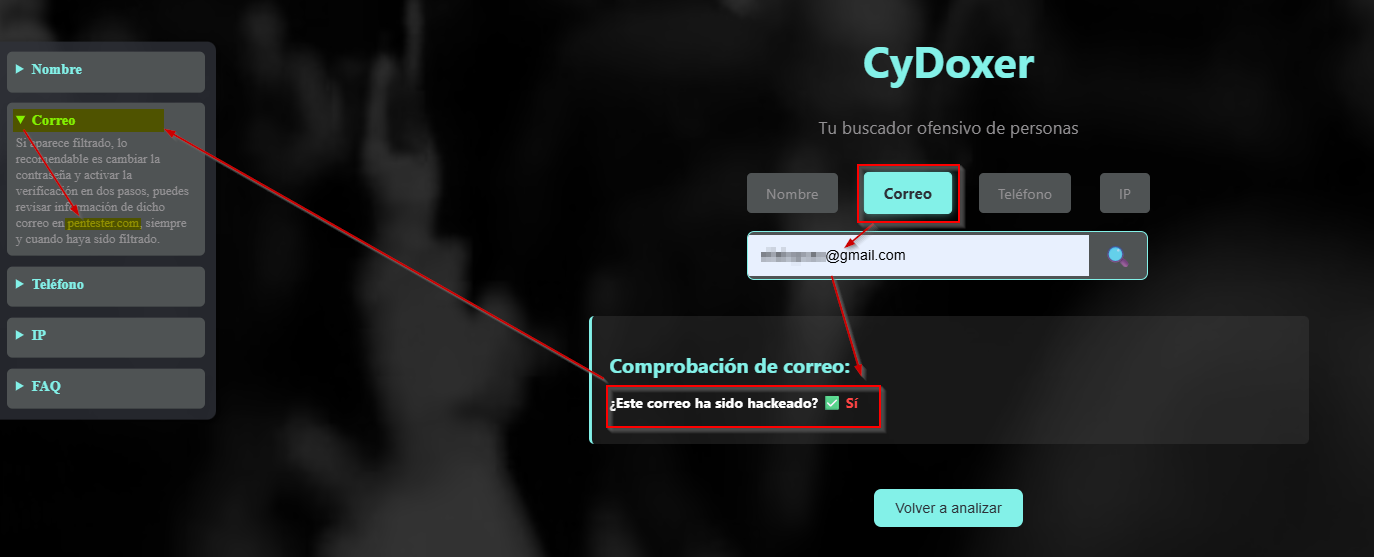 Nombre
Correo
Si aparece filtrado, lo
recomendable es cambiar la
contraseña y activar la
verificación en dos pasos, puedes
revisar información de dicho
correo en pentester.com, siempre
y cuando haya sido filtrado.
Teléfono
IP
FAQ
CyDoxer
Tu buscador ofensivo de personas
Nombre Correo Teléfono IP
@gmail.com
Comprobación de correo:
¿Este correo ha sido hackeado? ✅ Sí
Volver a analizar